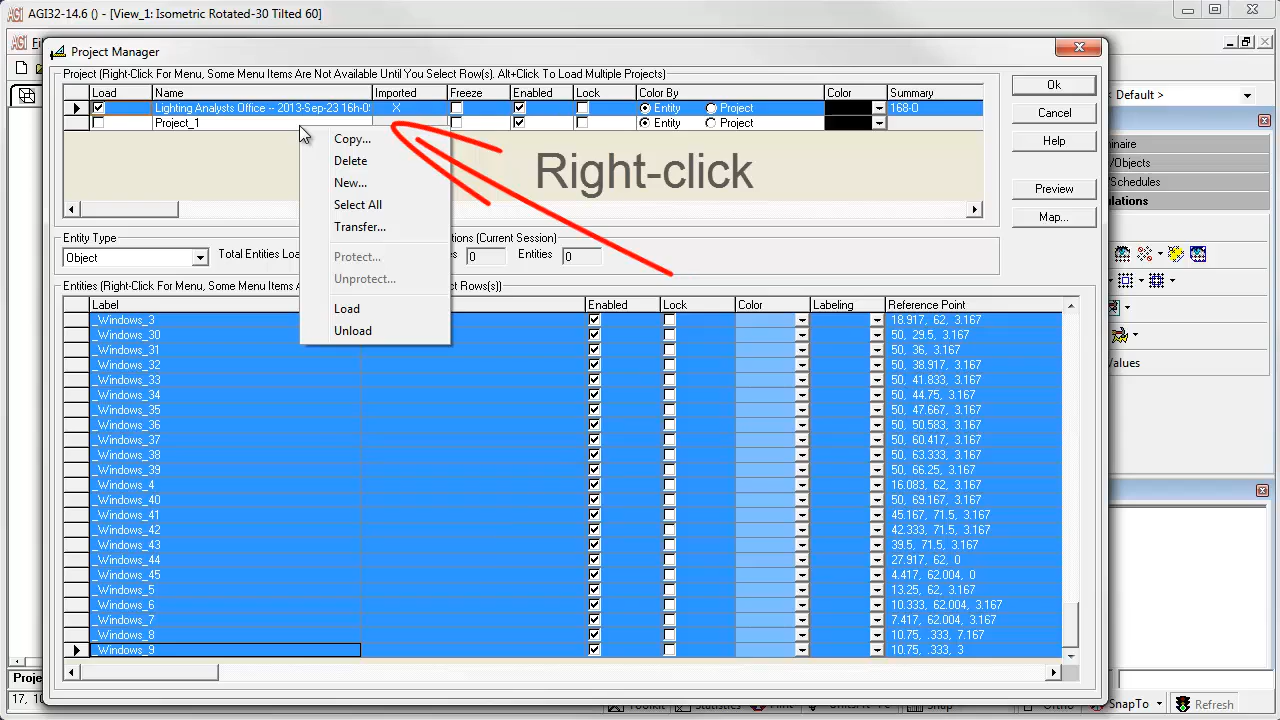 AGI32-14.6 () - [View_1: Isometric Rotated-30 Tilted 60]
Project Manager
Project (Right-Click For Menu, Some Menu Items Are Not Available Until You Select Row(s). Alt+Click To Load Multiple Projects)
Load Name Imported Freeze Enabled Lock Color By Color Summary
Lighting Analysts Office -- 2013-Sep-23 16h-0 X Entity Project 168-O
Project_1 Entity Project
Ok
Cancel
Help
Preview
Map...
Copy...
Delete
New...
Select All
Transfer...
Protect...
Unprotect...
Load
Unload
Right-click
< Default >
Entity Type
Object
Total Entities Loa
tions (Current Session)
0 Entities 0
Entities (Right-Click For Menu, Some Menu Items A
ct Row(s))
Label Enabled Lock Color Labeling Reference Point
_Windows_3 18.917, 62, 3.167
_Windows_30 50, 29.5, 3.167
_Windows_31 50, 36, 3.167
_Windows_32 50, 38.917, 3.167
_Windows_33 50, 41.833, 3.167
_Windows_34 50, 44.75, 3.167
_Windows_35 50, 47.667, 3.167
_Windows_36 50, 50.583, 3.167
_Windows_37 50, 60.417, 3.167
_Windows_38 50, 63.333, 3.167
_Windows_39 50, 66.25, 3.167
_Windows_4 16.083, 62, 3.167
_Windows_40 50, 69.167, 3.167
_Windows_41 45.167, 71.5, 3.167
_Windows_42 42.333, 71.5, 3.167
_Windows_43 39.5, 71.5, 3.167
_Windows_44 27.917, 62, 0
_Windows_45 4.417, 62.004, 0
_Windows_5 13.25, 62, 3.167
_Windows_6 10.333, 62.004, 3.167
_Windows_7 7.417, 62.004, 3.167
_Windows_8 10.75, .333, 7.167
_Windows_9 10.75, .333, 3
minaire
/Objects
/Schedules
lations
Values
Proje
17, 10
Toolkit Statistics Print Snap Ortho SnapTo Refresh